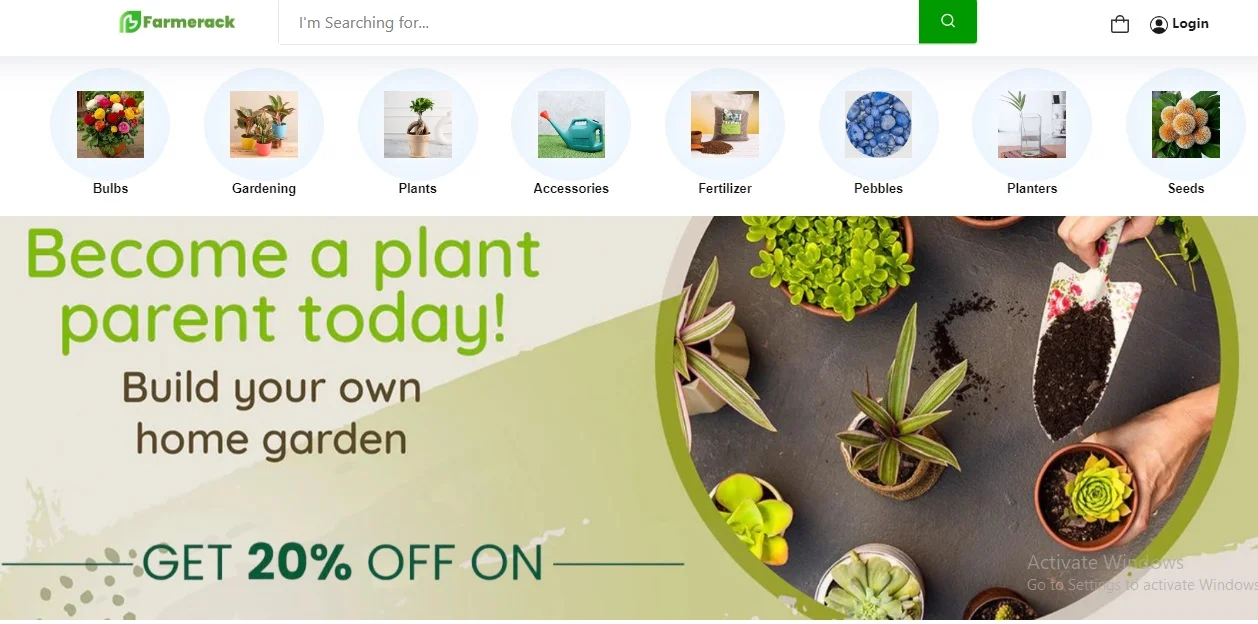 Farmerack
I'm Searching for...
Login
Bulbs
Gardening
Plants
Accessories
Fertilizer
Pebbles
Planters
Seeds
Become a plant
parent today!
Build your own
home garden
GET 20% OFF ON
Activate Windows
Go to Settings to activate Windows